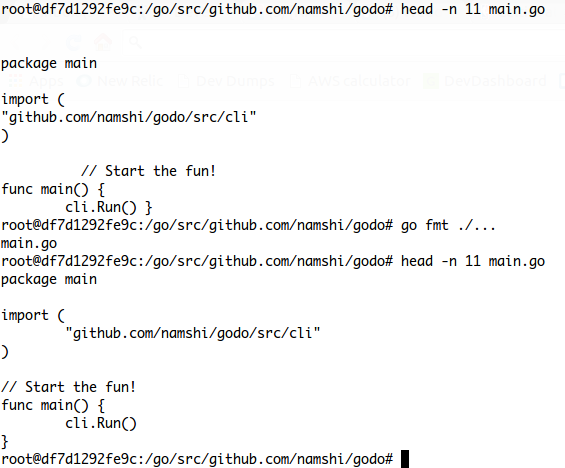 root@df7d1292fe9c:/go/src/github.com/namshi/godo# head -n 11 main.go
package main
import (
"github.com/namshi/godo/src/cli"
)
// Start the fun!
func main() {
cli.Run() }
root@df7d1292fe9c:/go/src/github.com/namshi/godo# go fmt ./...
main.go
root@df7d1292fe9c:/go/src/github.com/namshi/godo# head -n 11 main.go
package main
import (
"github.com/namshi/godo/src/cli"
)
// Start the fun!
func main() {
cli.Run()
}
root@df7d1292fe9c:/go/src/github.com/namshi/godo#